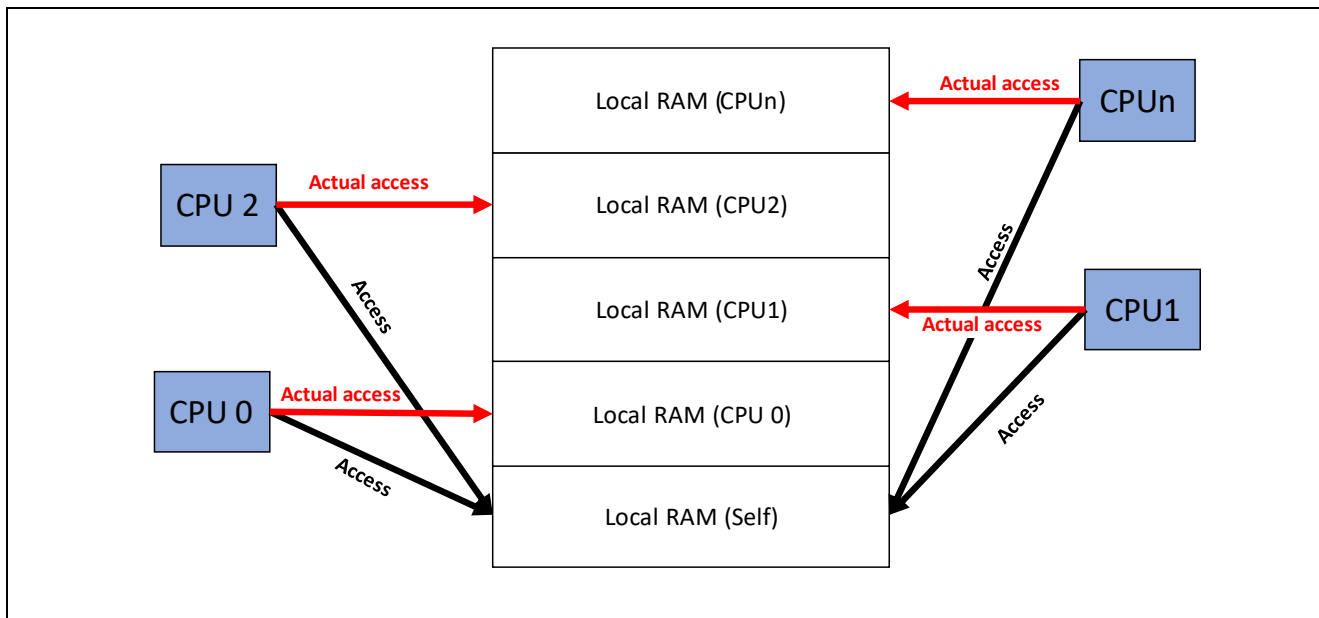 Local RAM (CPUn)
Actual access
CPUn
CPU 2
Actual access
Local RAM (CPU2)
Access
Access
Local RAM (CPU1)
Actual access
CPU1
CPU 0
Actual access
Local RAM (CPU 0)
Access
Access
Local RAM (Self)